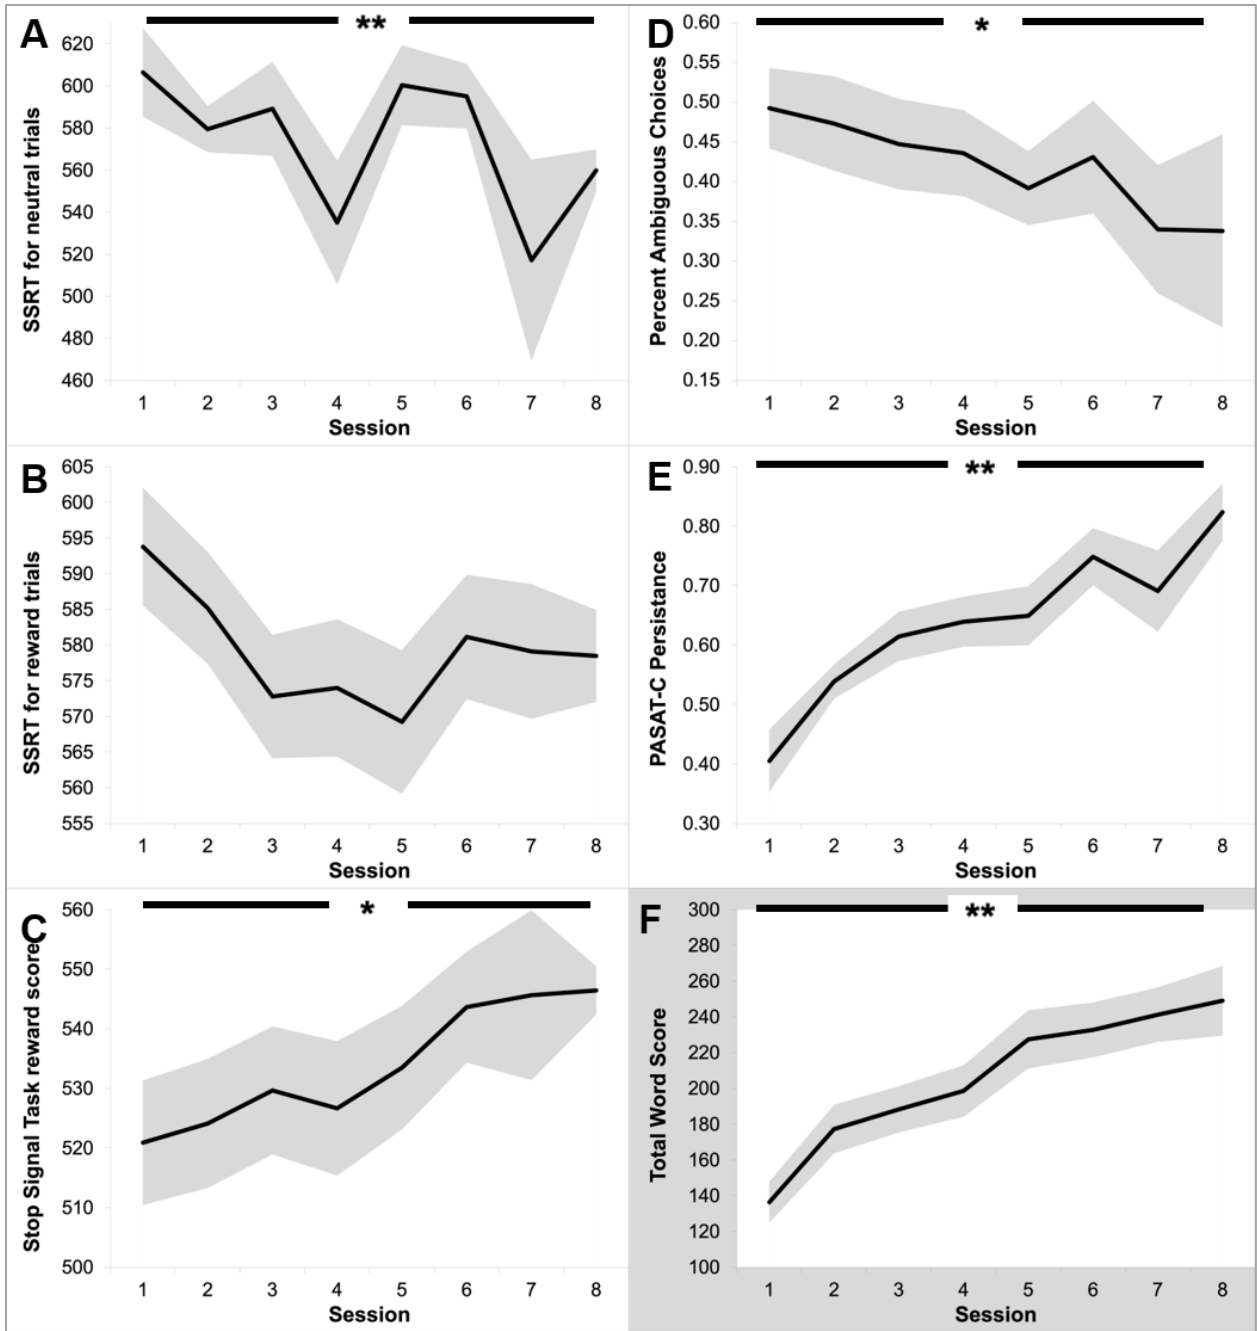 A
**
SSRT for neutral trials
620
600
580
560
540
520
500
480
460
1 2 3 4 5 6 7 8
Session
D
*
Percent Ambiguous Choices
0.60
0.55
0.50
0.45
0.40
0.35
0.30
0.25
0.20
0.15
1 2 3 4 5 6 7 8
Session
B
SSRT for reward trials
605
600
595
590
585
580
575
570
565
560
555
1 2 3 4 5 6 7 8
Session
E
**
PASAT-C Persistance
0.90
0.80
0.70
0.60
0.50
0.40
0.30
1 2 3 4 5 6 7 8
Session
C
*
Stop Signal Task reward score
560
550
540
530
520
510
500
1 2 3 4 5 6 7 8
Session
F
**
Total Word Score
300
280
260
240
220
200
180
160
140
120
100
1 2 3 4 5 6 7 8
Session